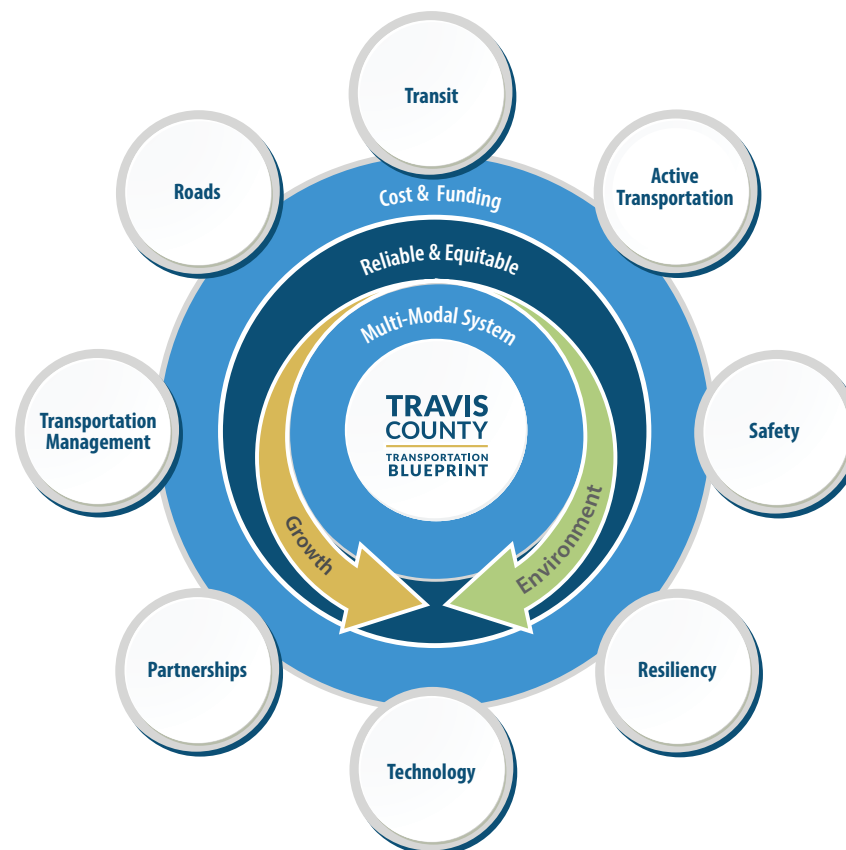 Transit
Roads
Active
Transportation
Cost & Funding
Reliable & Equitable
Multi-Modal System
TRAVIS
COUNTY
TRANSPORTATION
BLUEPRINT
Transportation
Management
Safety
Growth
Environment
Partnerships
Resiliency
Technology